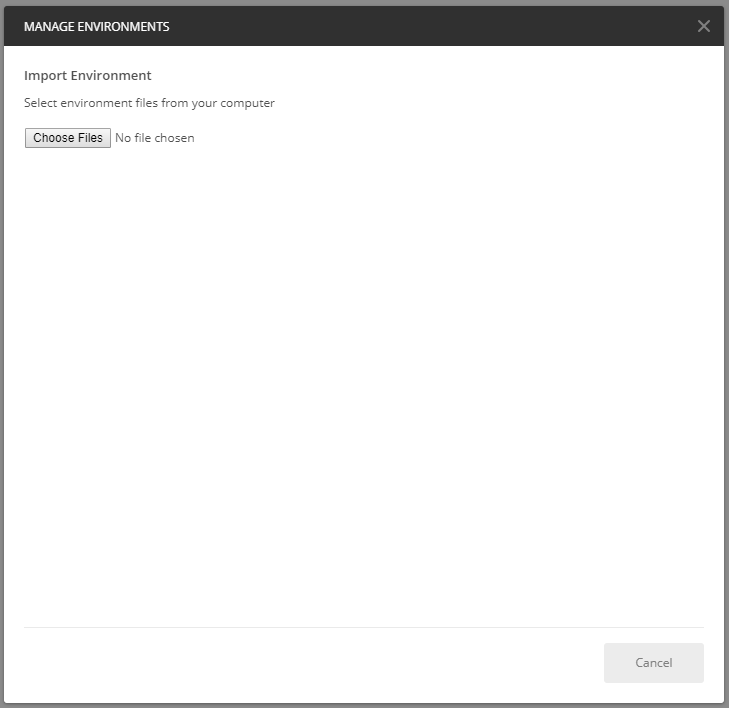 MANAGE ENVIRONMENTS
Import Environment
Select environment files from your computer
Choose Files No file chosen
Cancel